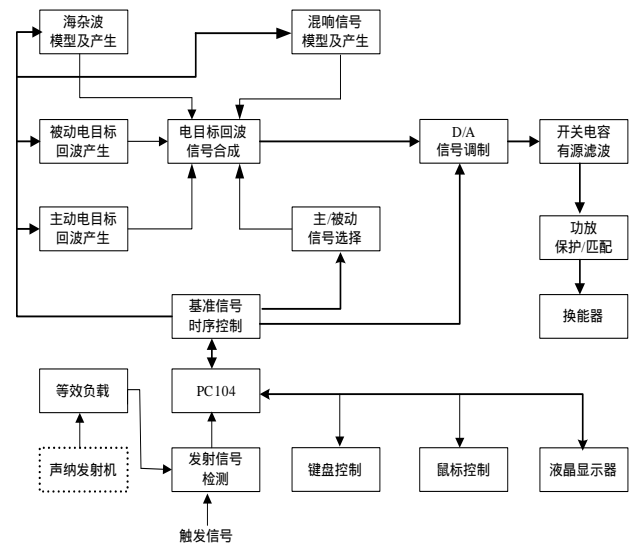 海杂波
模型及产生
混响信号
模型及产生
被动电目标
回波产生
电目标回波
信号合成
D/A
信号调制
开关电容
有源滤波
主动电目标
回波产生
主/被动
信号选择
功放
保护/匹配
基准信号
时序控制
换能器
等效负载
PC104
声纳发射机
发射信号
检测
键盘控制
鼠标控制
液晶显示器
触发信号